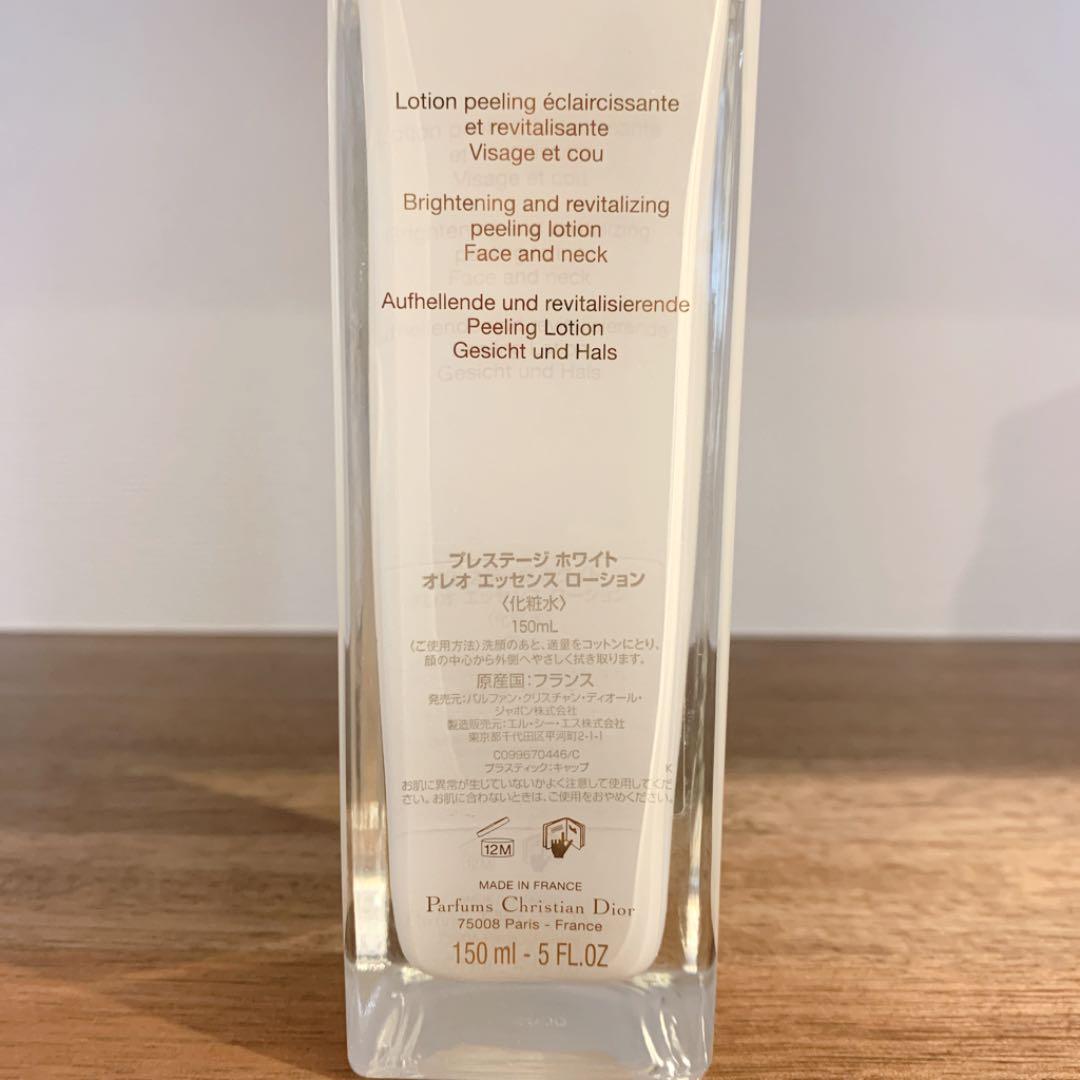 Lotion peeling éclaircissante
et revitalisante
Visage et cou
Brightening and revitalizing
peeling lotion
Face and neck
Aufhellende und revitalisierende
Peeling Lotion
Gesicht und Hals
プレステージ ホワイト
オレオ エッセンス ローション
〈化粧水〉
150mL
〈ご使用方法〉洗顔のあと、適量をコットンにとり、
顔の中心から外側へやさしく拭き取ります。
原産国:フランス
発売元:パルファン・クリスチャン・ディオール・
ジャポン株式会社
製造販売元:エル・シー・エス株式会社
東京都千代田区平河町2-1-1
C099670446/C
プラスティック:キャップ K
お肌に異常が生じていないかよく注意して使用してくだ
さい。お肌に合わないときは、ご使用をおやめください。
12M
MADE IN FRANCE
Parfums Christian Dior
75008 Paris - France
150 ml - 5 FL.OZ